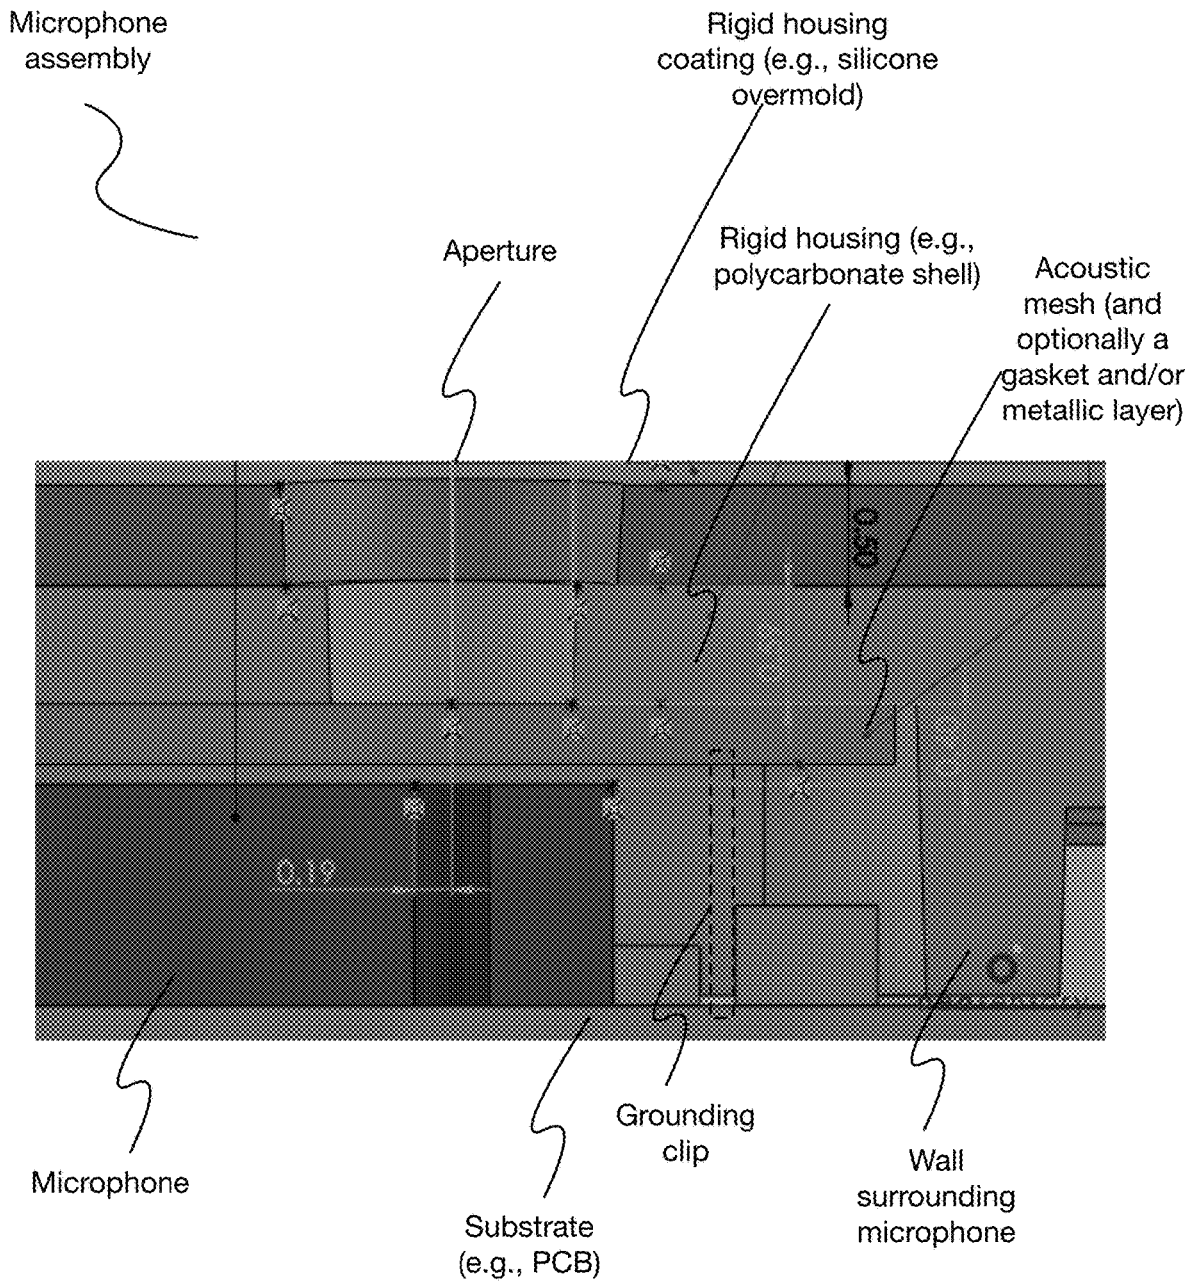 Microphone
assembly
Rigid housing
coating (e.g., silicone
overmold)
Aperture
Rigid housing (e.g.,
polycarbonate shell)
Acoustic
mesh (and
optionally a
gasket and/or
metallic layer)
0.50
0.19
Microphone
Substrate
(e.g., PCB)
Grounding
clip
Wall
surrounding
microphone